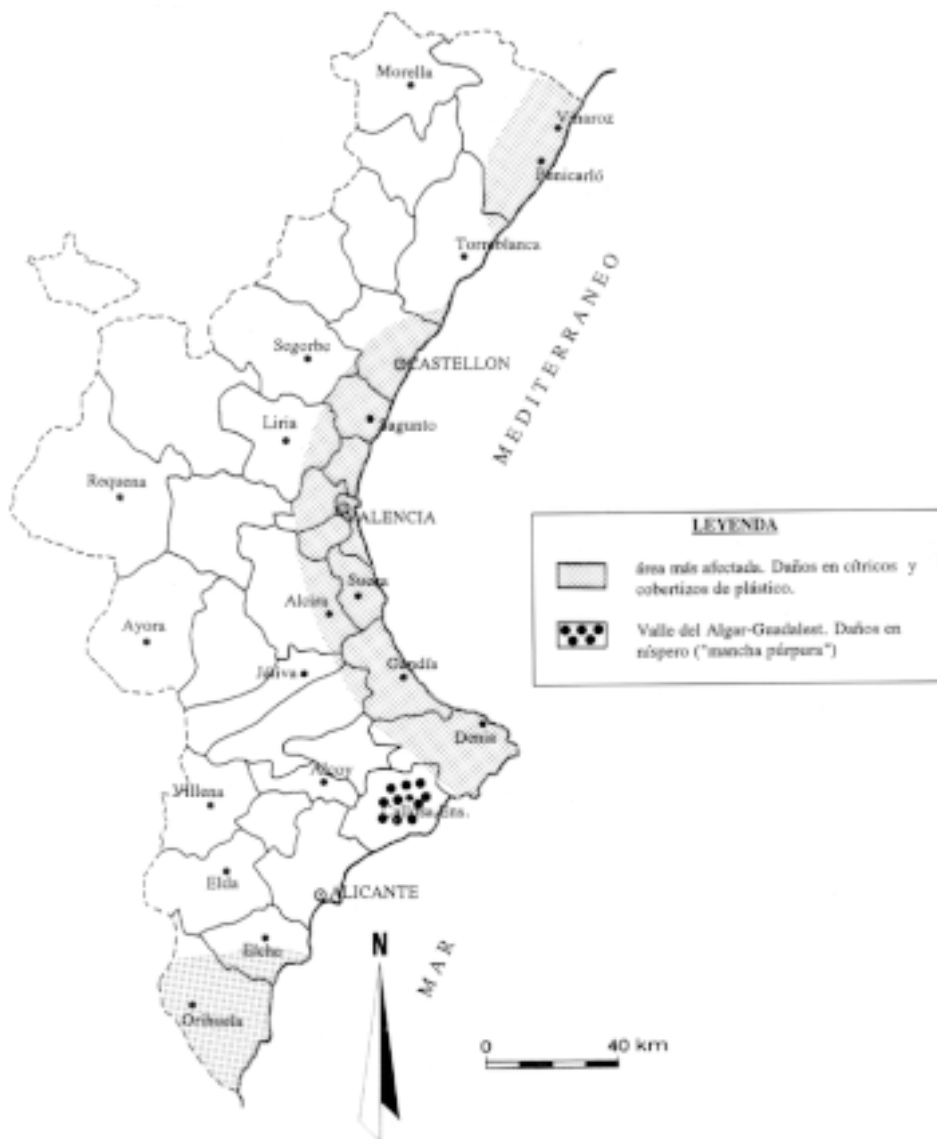 Morella
Vinaroz
Benicarló
Torreblanca
MEDITERRANEO
Segorbe
CASTELLON
Liria
Sagunto
Requena
VALENCIA
LEYENDA
área más afectada. Daños en cítricos y
cobertizos de plástico.
Valle del Algar-Guadalest. Daños en
níspero ("mancha púrpura")
Sueca
Alcira
Ayora
Gandía
Játiva
Denia
Alcoy
Villena
Ens.
Elda
ALICANTE
Elche
N
MAR
Orihuela
0 40 km